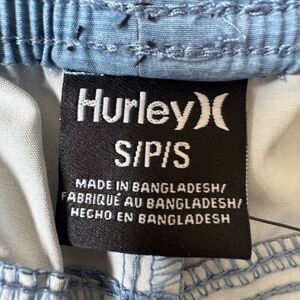 Hurley
S/P/S
MADE IN BANGLADESH/
FABRIQUÉ AU BANGLADESH/
HECHO EN BANGLADESH